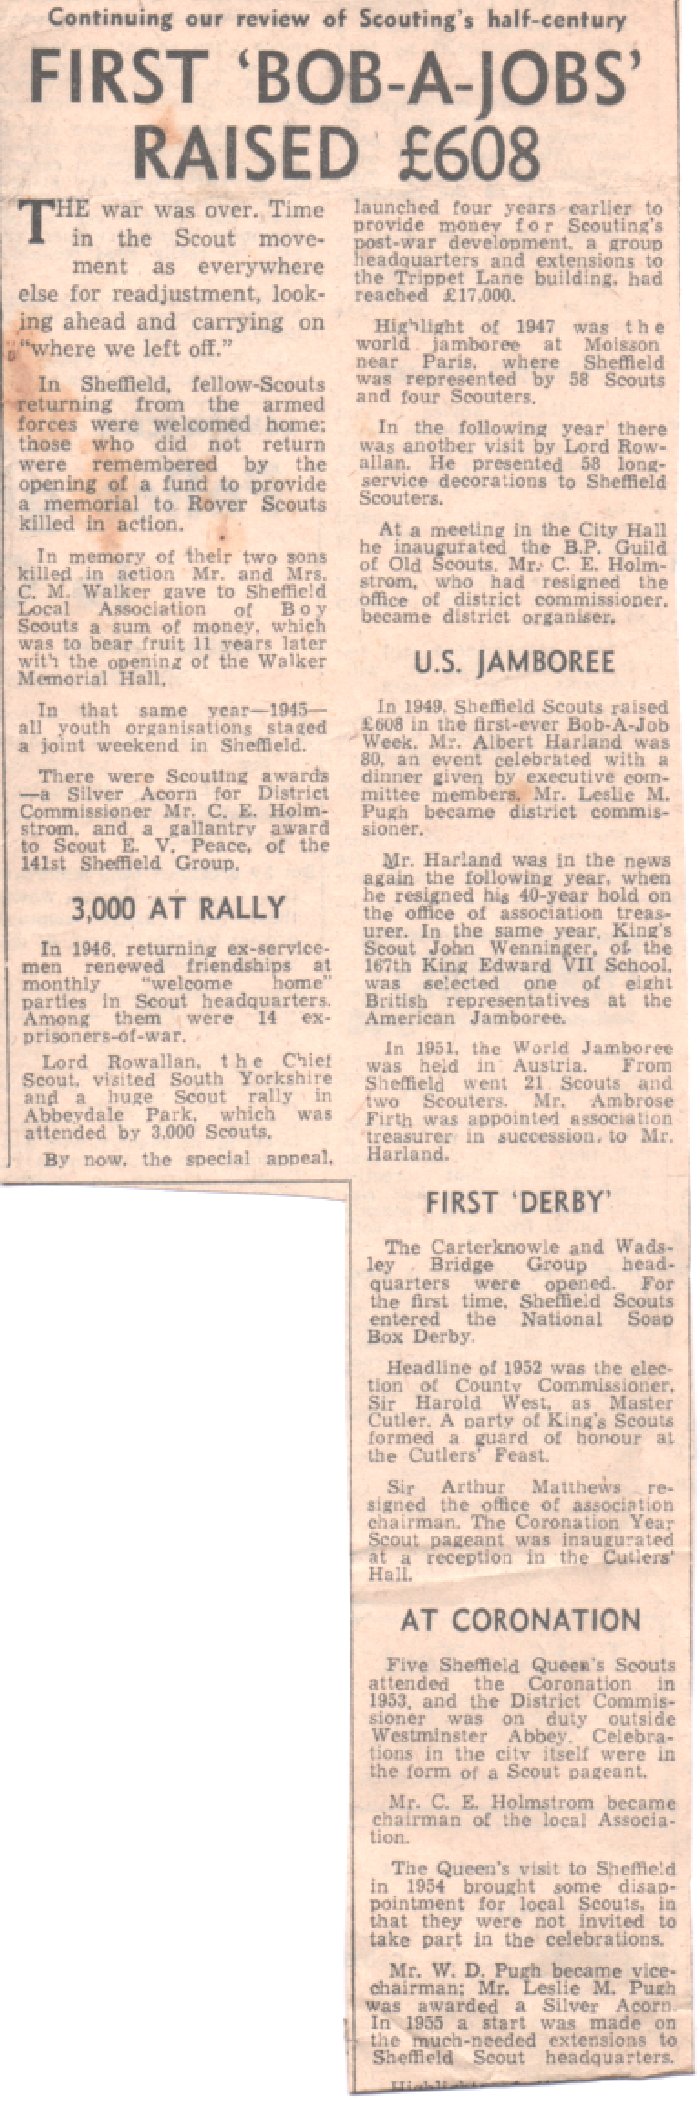 Continuing our review of Scouting's half-century
FIRST 'BOB-A-JOBS'
RAISED £608
THE war was over. Time
in the Scout move-
ment as everywhere
else for readjustment, look-
ing ahead and carrying on
"where we left off."
In Sheffield, fellow-Scouts
returning from the armed
forces were welcomed home;
those who did not return
were remembered by the
opening of a fund to provide
a memorial to Rover Scouts
killed in action.
In memory of their two sons
killed in action Mr. and Mrs.
C. M. Walker gave to Sheffield
Local Association of Boy
Scouts a sum of money, which
was to bear fruit 11 years later
with the opening of the Walker
Memorial Hall.
In that same year—1945—
all youth organisations staged
a joint weekend in Sheffield.
There were Scouting awards
—a Silver Acorn for District
Commissioner Mr. C. E. Holm-
strom, and a gallantry award
to Scout E. V. Peace, of the
141st Sheffield Group.
3,000 AT RALLY
In 1946, returning ex-service-
men renewed friendships at
monthly "welcome home"
parties in Scout headquarters.
Among them were 14 ex-
prisoners-of-war.
Lord Rowallan, the Chief
Scout, visited South Yorkshire
and a huge Scout rally in
Abbeydale Park, which was
attended by 3,000 Scouts.
By now, the special appeal,
launched four years earlier to
provide money for Scouting's
post-war development, a group
headquarters and extensions to
the Trippet Lane building, had
reached £17,000.
Highlight of 1947 was the
world jamboree at Moisson
near Paris, where Sheffield
was represented by 58 Scouts
and four Scouters.
In the following year there
was another visit by Lord Row-
allan. He presented 58 long-
service decorations to Sheffield
Scouters.
At a meeting in the City Hall
he inaugurated the B.P. Guild
of Old Scouts. Mr. C. E. Holm-
strom, who had resigned the
office of district commissioner,
became district organiser.
U.S. JAMBOREE
In 1949, Sheffield Scouts raised
£608 in the first-ever Bob-A-Job
Week. Mr. Albert Harland was
80, an event celebrated with a
dinner given by executive com-
mittee members. Mr. Leslie M.
Pugh became district commis-
sioner.
Mr. Harland was in the news
again the following year, when
he resigned his 40-year hold on
the office of association treas-
urer. In the same year, King's
Scout John Wenninger, of the
167th King Edward VII School,
was selected one of eight
British representatives at the
American Jamboree.
In 1951, the World Jamboree
was held in Austria. From
Sheffield went 21 Scouts and
two Scouters. Mr. Ambrose
Firth was appointed association
treasurer in succession to Mr.
Harland.
FIRST 'DERBY'
The Carterknowle and Wads-
ley Bridge Group head-
quarters were opened. For
the first time, Sheffield Scouts
entered the National Soap
Box Derby.
Headline of 1952 was the elec-
tion of County Commissioner,
Sir Harold West, as Master
Cutler. A party of King's Scouts
formed a guard of honour at
the Cutlers' Feast.
Sir Arthur Matthews re-
signed the office of association
chairman. The Coronation Year
Scout pageant was inaugurated
at a reception in the Cutlers'
Hall.
AT CORONATION
Five Sheffield Queen's Scouts
attended the Coronation in
1953, and the District Commis-
sioner was on duty outside
Westminster Abbey. Celebra-
tions in the city itself were in
the form of a Scout pageant.
Mr. C. E. Holmstrom became
chairman of the local Associa-
tion.
The Queen's visit to Sheffield
in 1954 brought some disap-
pointment for local Scouts, in
that they were not invited to
take part in the celebrations.
Mr. W. D. Pugh became vice-
chairman; Mr. Leslie M. Pugh
was awarded a Silver Acorn.
In 1955 a start was made on
the much-needed extensions to
Sheffield Scout headquarters.